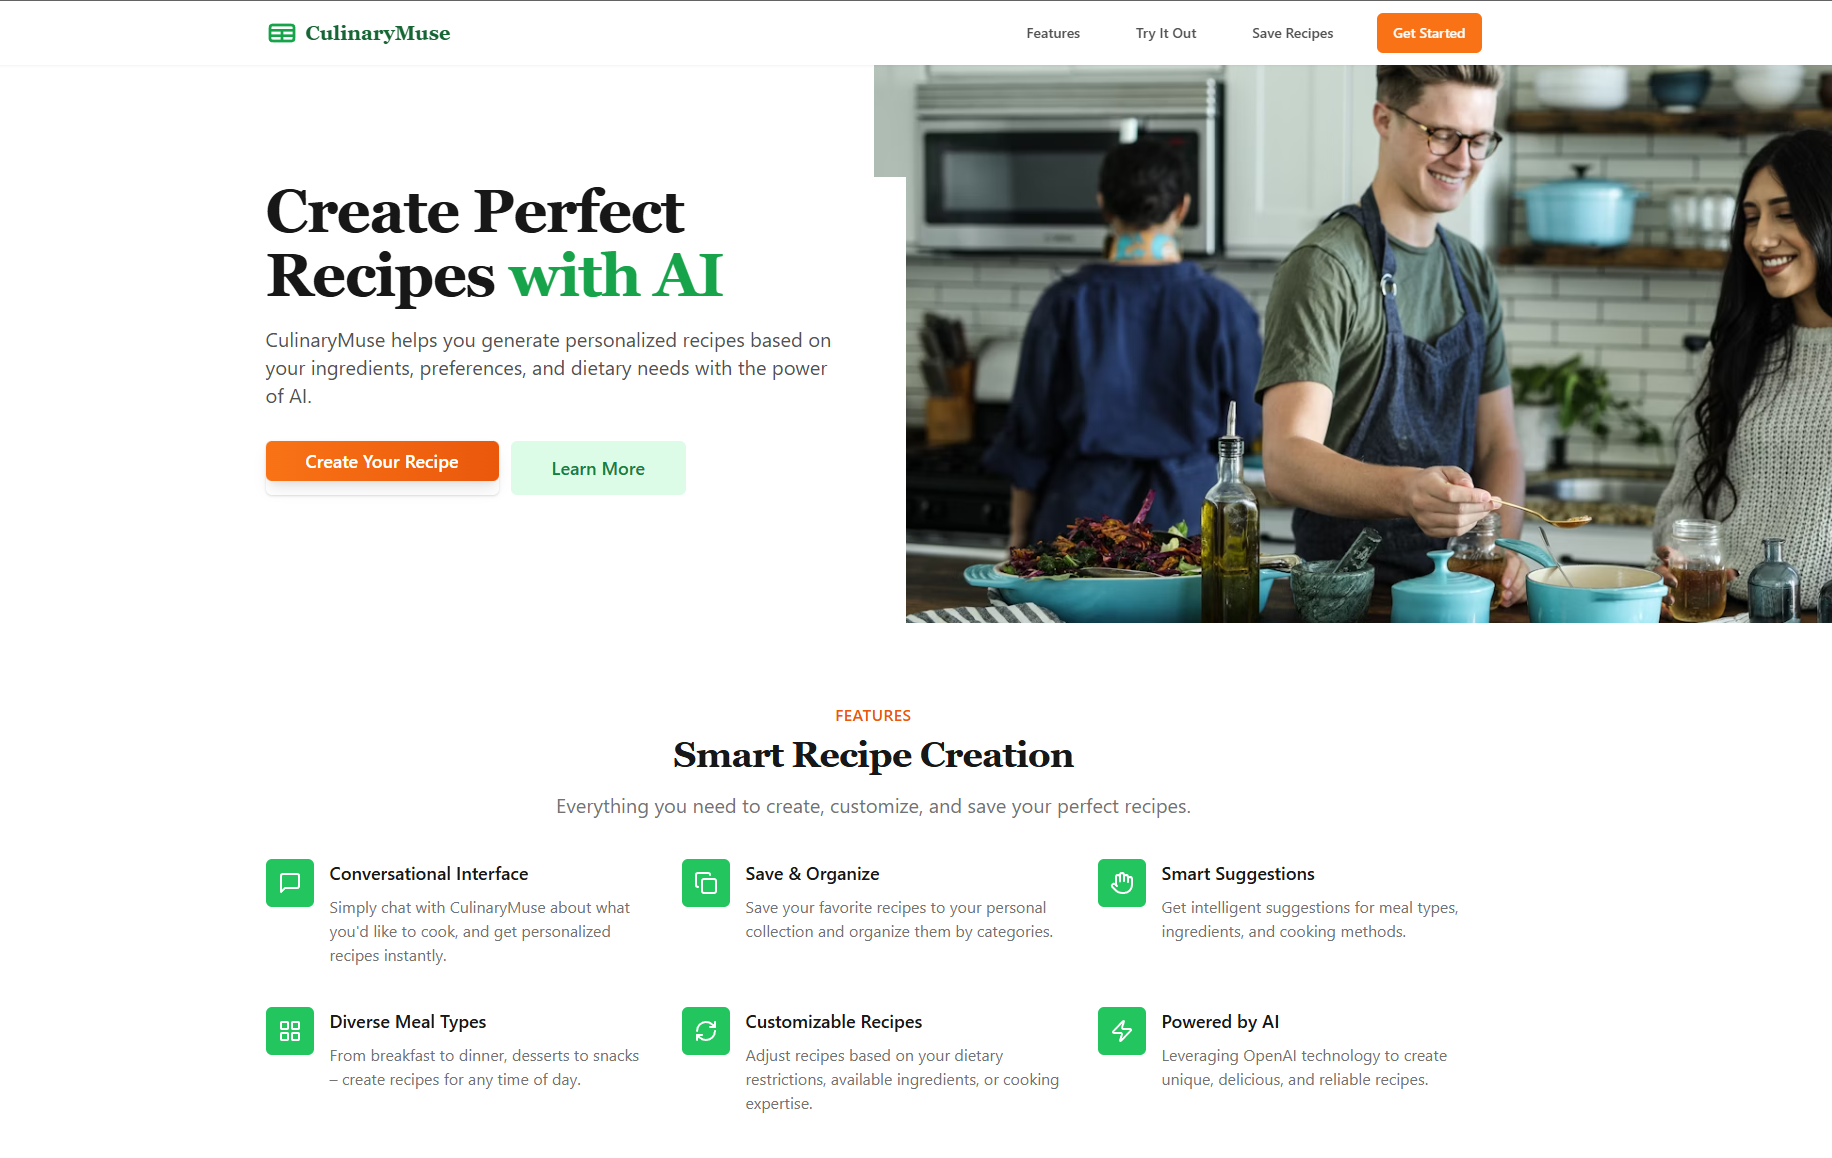 CulinaryMuse
Features
Try It Out
Save Recipes
Get Started
Create Perfect
Recipes with AI
CulinaryMuse helps you generate personalized recipes based on
your ingredients, preferences, and dietary needs with the power
of AI.
Create Your Recipe
Learn More
FEATURES
Smart Recipe Creation
Everything you need to create, customize, and save your perfect recipes.
Conversational Interface
Simply chat with CulinaryMuse about what
you'd like to cook, and get personalized
recipes instantly.
Save & Organize
Save your favorite recipes to your personal
collection and organize them by categories.
Smart Suggestions
Get intelligent suggestions for meal types,
ingredients, and cooking methods.
Diverse Meal Types
From breakfast to dinner, desserts to snacks
– create recipes for any time of day.
Customizable Recipes
Adjust recipes based on your dietary
restrictions, available ingredients, or cooking
expertise.
Powered by AI
Leveraging OpenAI technology to create
unique, delicious, and reliable recipes.